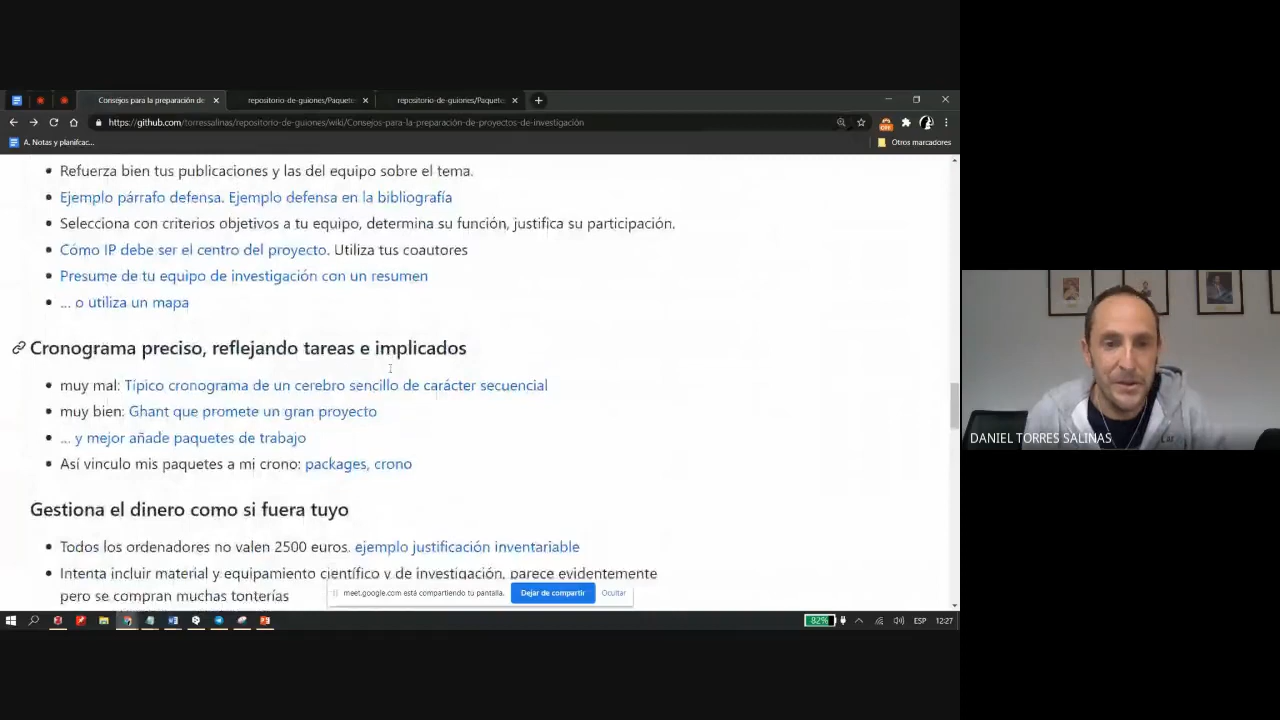 Consejos para la preparación de
repositorio-de-guiones/Paquete
repositorio-de-guiones/Paquete
https://github.com/torressalinas/repositorio-de-guiones/wiki/Consejos-para-la-preparación-de-proyectos-de-investigación
OFF
A. Notas y planifcac...
Otros marcadores
Refuerza bien tus publicaciones y las del equipo sobre el tema.
Ejemplo párrafo defensa. Ejemplo defensa en la bibliografía
Selecciona con criterios objetivos a tu equipo, determina su función, justifica su participación.
Cómo IP debe ser el centro del proyecto. Utiliza tus coautores
Presume de tu equipo de investigación con un resumen
... o utiliza un mapa
Cronograma preciso, reflejando tareas e implicados
muy mal: Típico cronograma de un cerebro sencillo de carácter secuencial
muy bien: Ghant que promete un gran proyecto
... y mejor añade paquetes de trabajo
Así vinculo mis paquetes a mi crono: packages, crono
Gestiona el dinero como si fuera tuyo
Todos los ordenadores no valen 2500 euros. ejemplo justificación inventariable
Intenta incluir material y equipamiento científico y de investigación, parece evidentemente
pero se compran muchas tonterías
meet.google.com está compartiendo tu pantalla.
Dejar de compartir
Ocultar
82%
ESP
12:27
DANIEL TORRES SALINAS